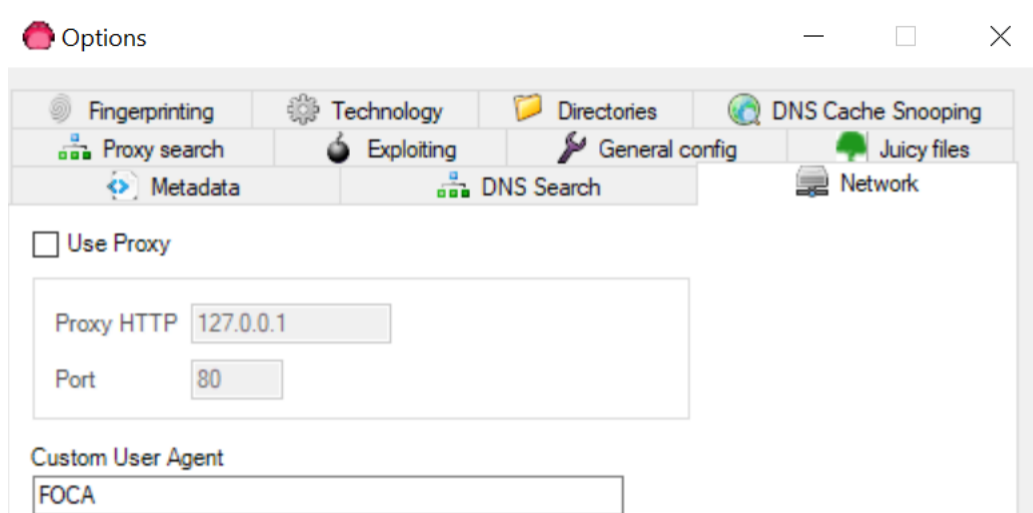 Options
Fingerprinting Technology Directories DNS Cache Snooping
Proxy search Exploiting General config Juicy files
Metadata DNS Search Network
Use Proxy
Proxy HTTP 127.0.0.1
Port 80
Custom User Agent
FOCA